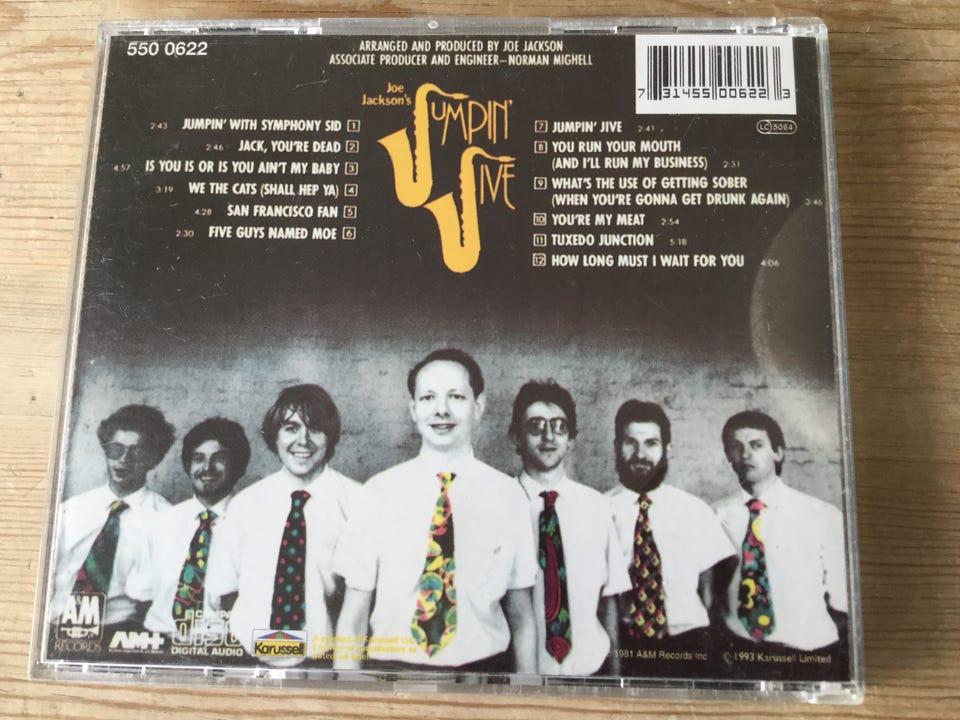 550 0622
ARRANGED AND PRODUCED BY JOE JACKSON
ASSOCIATE PRODUCER AND ENGINEER—NORMAN MIGHELL
7 31455 00622 3
LC 5064
Joe
Jackson's
JUMPIN'
JIVE
2:43 JUMPIN' WITH SYMPHONY SID 1
2:46 JACK, YOU'RE DEAD 2
4:57 IS YOU IS OR IS YOU AIN'T MY BABY 3
3:19 WE THE CATS (SHALL HEP YA) 4
4:28 SAN FRANCISCO FAN 5
2:30 FIVE GUYS NAMED MOE 6
7 JUMPIN' JIVE 2:41
8 YOU RUN YOUR MOUTH
(AND I'LL RUN MY BUSINESS) 2:31
9 WHAT'S THE USE OF GETTING SOBER
(WHEN YOU'RE GONNA GET DRUNK AGAIN) 3:46
10 YOU'RE MY MEAT 2:54
11 TUXEDO JUNCTION 5:18
12 HOW LONG MUST I WAIT FOR YOU 4:06
A&M
RECORDS
AM+
COMPACT
disc
DIGITAL AUDIO
Karussell
A product of Karussell Ltd.
1981 A&M Records Inc
1993 Karussell Limited